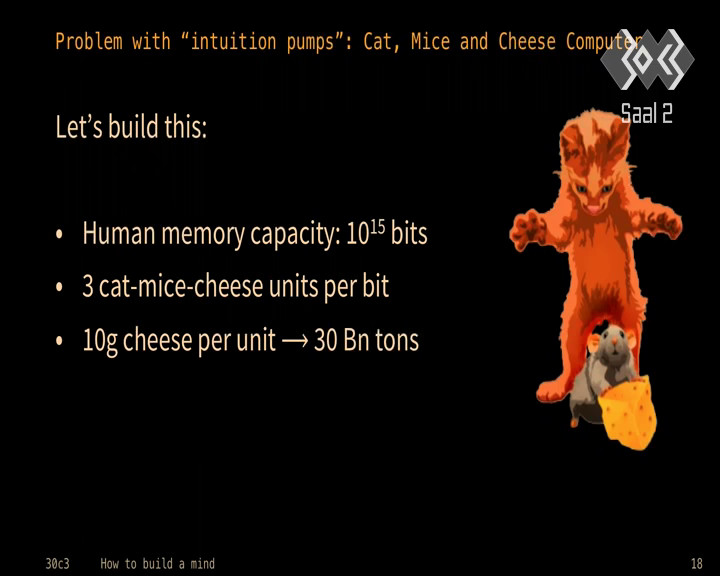 Problem with “intuition pumps”: Cat, Mice and Cheese Computer
Saal 2
Let’s build this:
• Human memory capacity: 10¹⁵ bits
• 3 cat-mice-cheese units per bit
• 10g cheese per unit ⟶ 30 Bn tons
30c3 How to build a mind 18